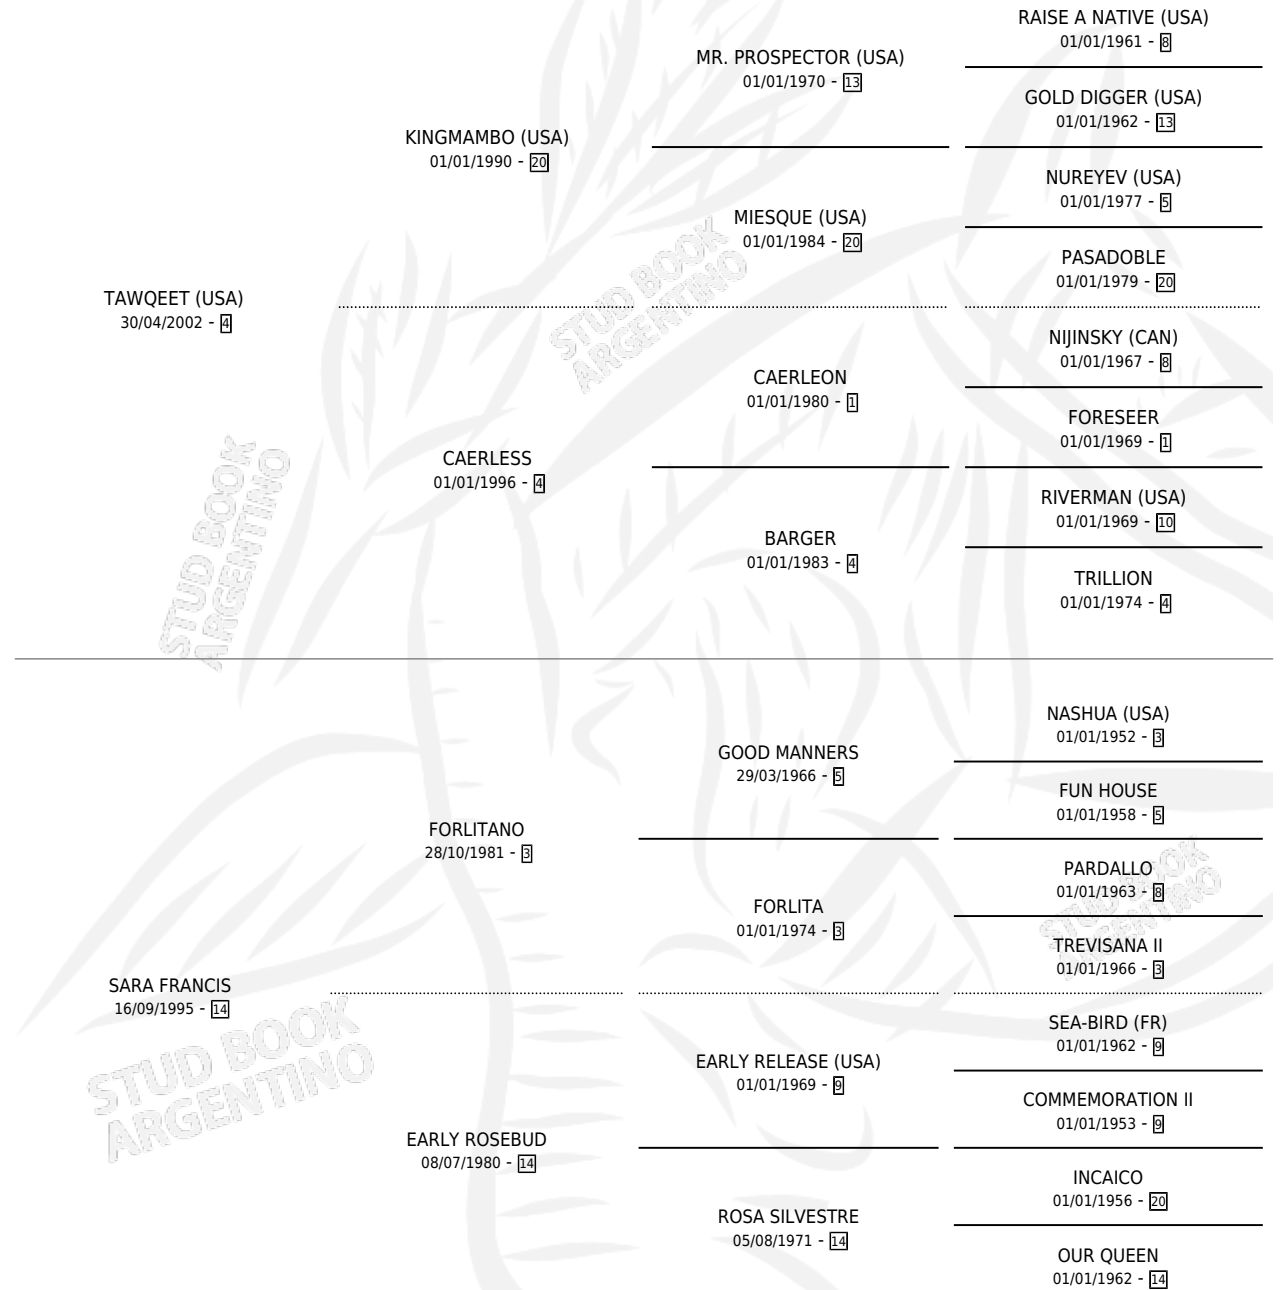 RAISE A NATIVE (USA)
01/01/1961 - 8
MR. PROSPECTOR (USA)
01/01/1970 - 13
GOLD DIGGER (USA)
01/01/1962 - 13
KINGMAMBO (USA)
01/01/1990 - 20
NUREYEV (USA)
01/01/1977 - 5
MIESQUE (USA)
01/01/1984 - 20
PASADOBLE
01/01/1979 - 20
TAWQEET (USA)
30/04/2002 - 4
NIJINSKY (CAN)
01/01/1967 - 8
CAERLEON
01/01/1980 - 1
FORESEER
01/01/1969 - 1
CAERLESS
01/01/1996 - 4
RIVERMAN (USA)
01/01/1969 - 10
BARGER
01/01/1983 - 4
TRILLION
01/01/1974 - 4
NASHUA (USA)
01/01/1952 - 3
GOOD MANNERS
29/03/1966 - 5
FUN HOUSE
01/01/1958 - 5
FORLITANO
28/10/1981 - 3
PARDALLO
01/01/1963 - 8
FORLITA
01/01/1974 - 3
TREVISANA II
01/01/1966 - 3
SARA FRANCIS
16/09/1995 - 14
SEA-BIRD (FR)
01/01/1962 - 9
EARLY RELEASE (USA)
01/01/1969 - 9
COMMEMORATION II
01/01/1953 - 9
EARLY ROSEBUD
08/07/1980 - 14
INCAICO
01/01/1956 - 20
ROSA SILVESTRE
05/08/1971 - 14
OUR QUEEN
01/01/1962 - 14
STUD BOOK
ARGENTINO
STUD BOOK
ARGENTINO
STUD BOOK
ARGENTINO
STUD BOOK
ARGENTINO